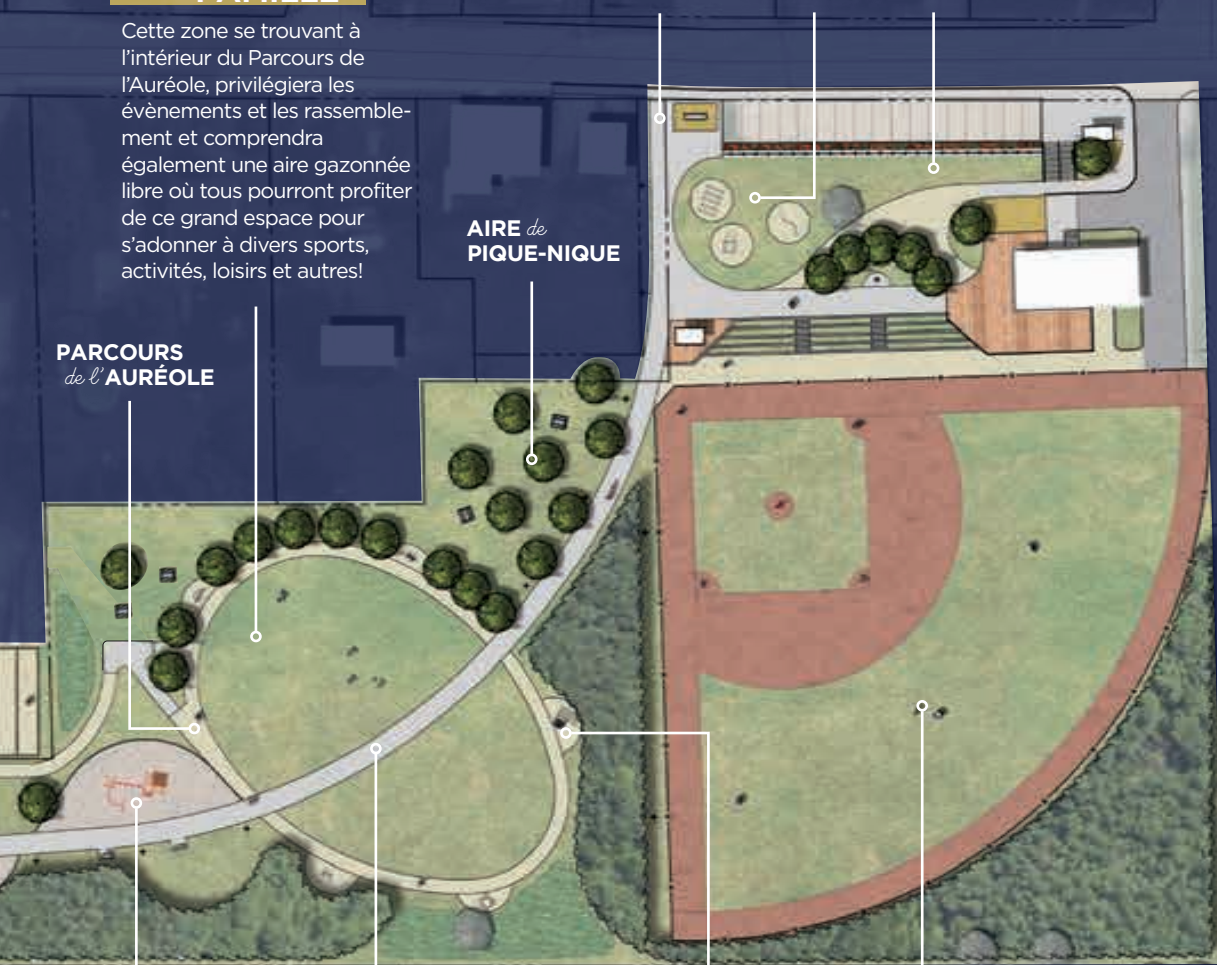 FAMILLE
Cette zone se trouvant à
l’intérieur du Parcours de
l’Auréole, privilégiera les
évènements et les rassemble-
ment et comprendra
également une aire gazonnée
libre où tous pourront profiter
de ce grand espace pour
s’adonner à divers sports,
activités, loisirs et autres!
AIRE de
PIQUE-NIQUE
PARCOURS
de l’AURÉOLE